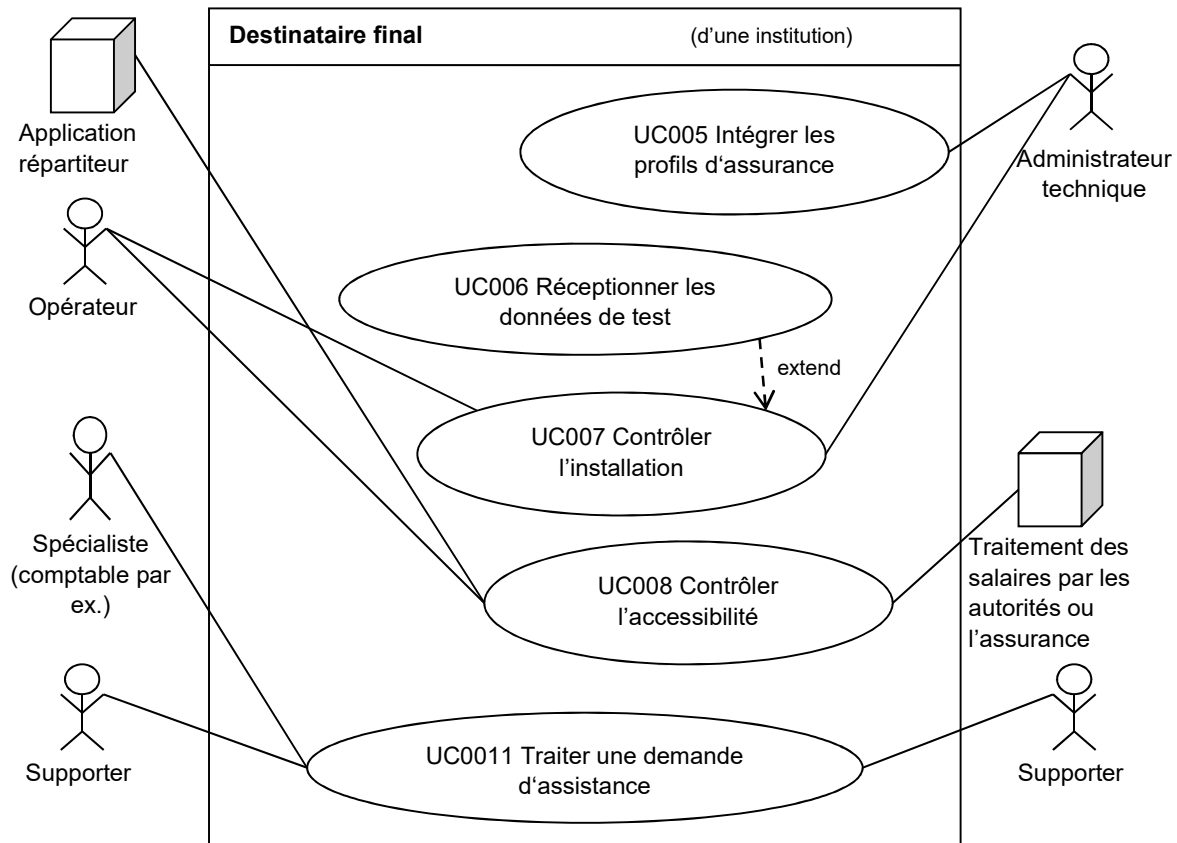 Destinataire final (d’une institution)
Application
répartiteur
UC005 Intégrer les
profils d‘assurance
Administrateur
technique
Opérateur
UC006 Réceptionner les
données de test
extend
UC007 Contrôler
l’installation
Spécialiste
(comptable par
ex.)
UC008 Contrôler
l’accessibilité
Traitement des
salaires par les
autorités ou
l’assurance
Supporter
UC0011 Traiter une demande
d‘assistance
Supporter